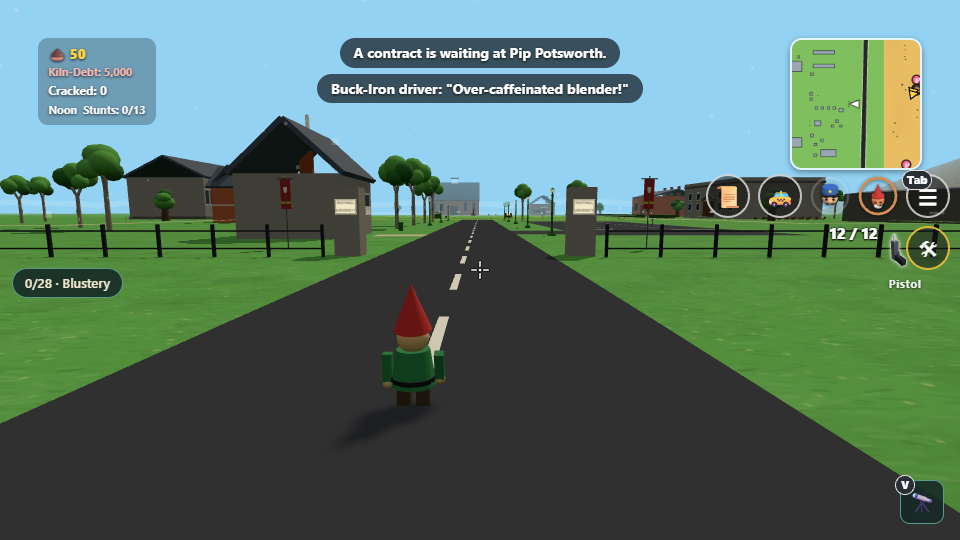 50
Kiln-Debt: 5,000
Cracked: 0
Noon Stunts: 0/13
A contract is waiting at Pip Potsworth.
Buck-Iron driver: "Over-caffeinated blender!"
Tab
12 / 12
Pistol
0/28 · Blustery
V